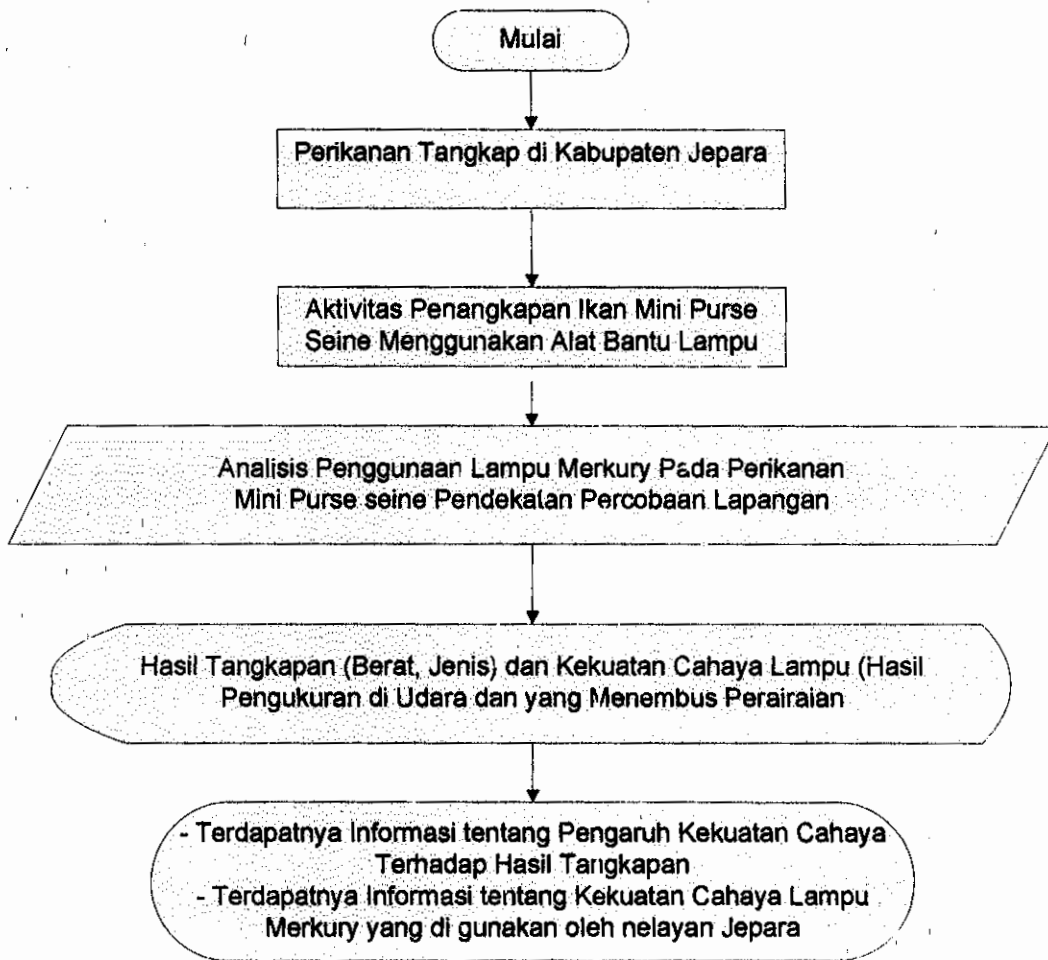 Mulai
Perikanan Tangkap di Kabupaten Jepara
Aktivitas Penangkapan Ikan Mini Purse
Seine Menggunakan Alat Bantu Lampu
Analisis Penggunaan Lampu Merkury Pada Perikanan
Mini Purse seine Pendekatan Percobaan Lapangan
Hasil Tangkapan (Berat, Jenis) dan Kekuatan Cahaya Lampu (Hasil
Pengukuran di Udara dan yang Menembus Perairaian
- Terdapatnya Informasi tentang Pengaruh Kekuatan Cahaya
Terhadap Hasil Tangkapan
- Terdapatnya Informasi tentang Kekuatan Cahaya Lampu
Merkury yang di gunakan oleh nelayan Jepara